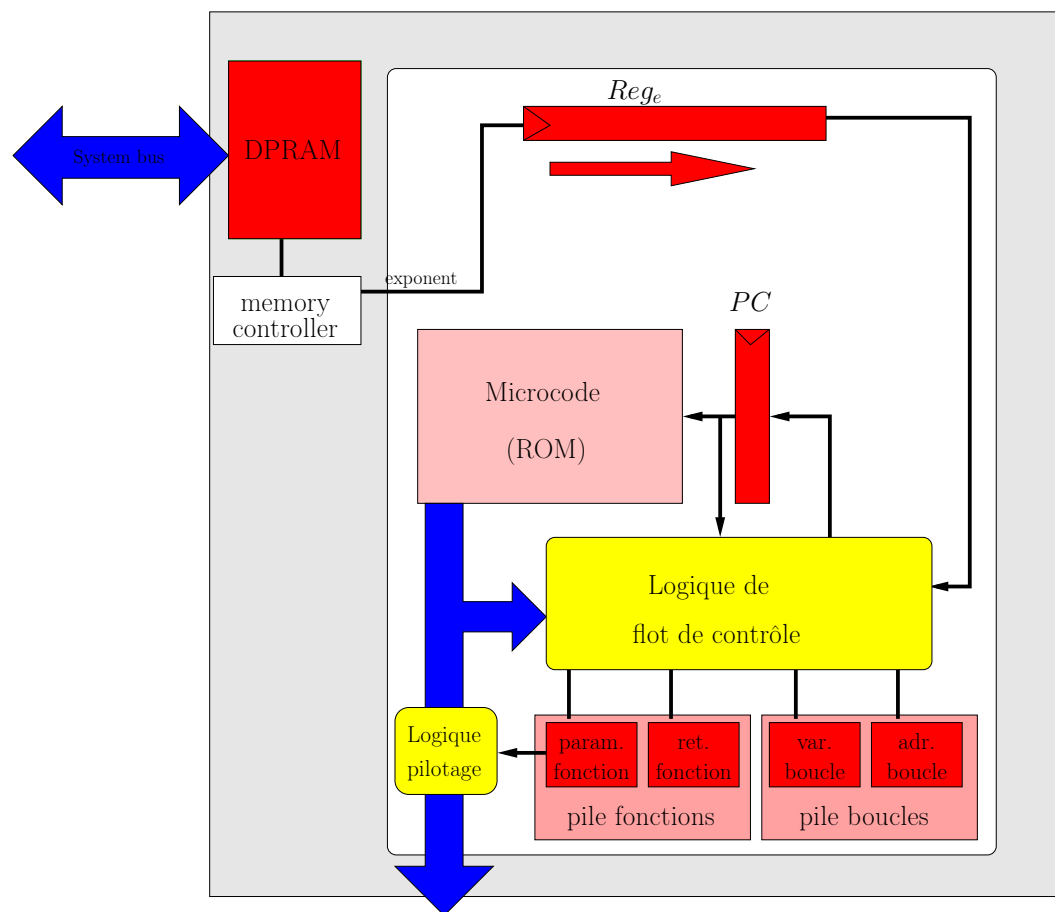 Reg_e
System bus
DPRAM
exponent
memory
controller
PC
Microcode
(ROM)
Logique de
flot de contrôle
Logique
pilotage
param.
fonction
ret.
fonction
var.
boucle
adr.
boucle
pile fonctions
pile boucles